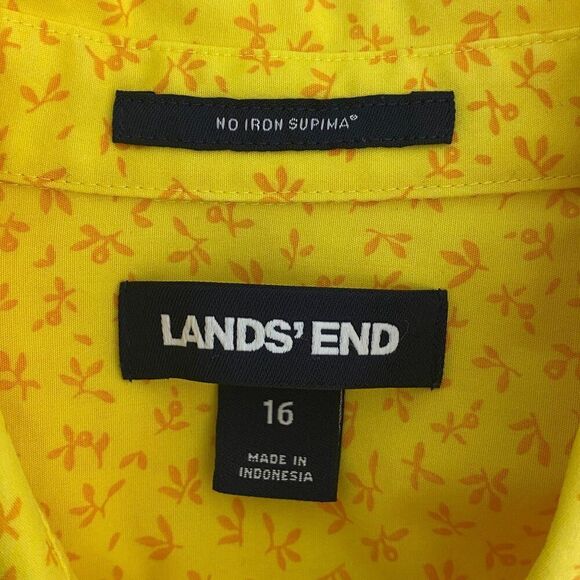 NO IRON SUPIMA®
LANDS' END
16
MADE IN
INDONESIA